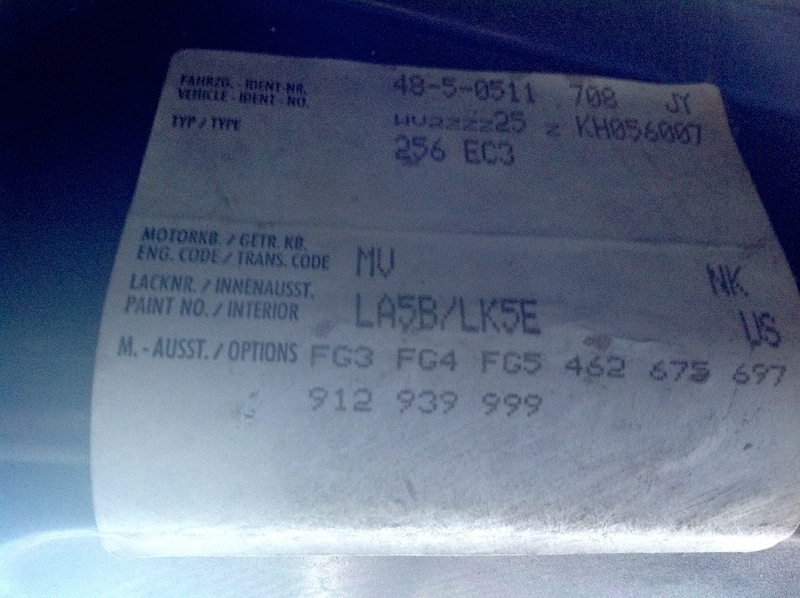 FAHRZG. - IDENT-NR. 48-5-0511 708 JY
VEHICLE - IDENT - NO. WV2ZZZ25 Z KH056007
TYP / TYPE 256 EC3
MOTORKB. / GETR. KB.
ENG. CODE / TRANS. CODE MV NK
LACKNR. / INNENAUSST.
PAINT NO. / INTERIOR LA5B/LK5E US
M. - AUSST. / OPTIONS FG3 FG4 FG5 462 675 697
912 939 999